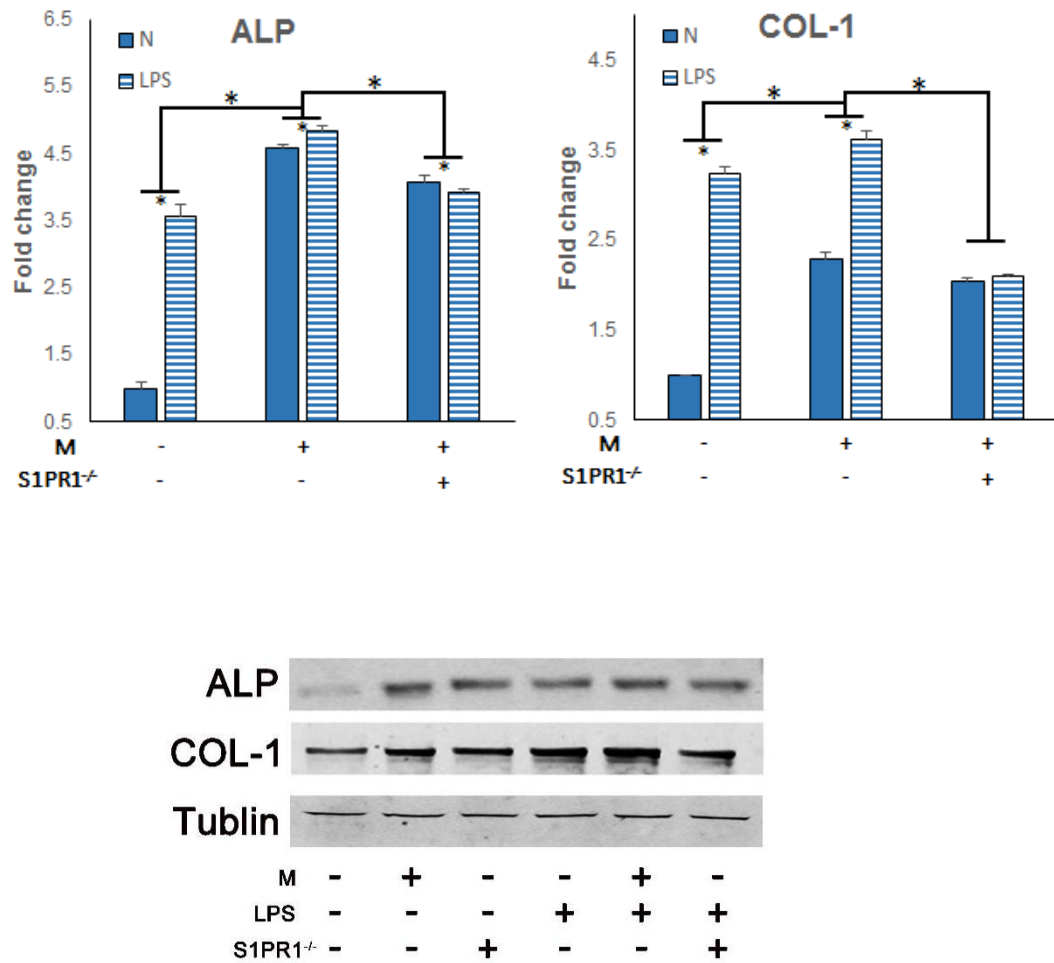 ALP
N
LPS
6.5
5.5
4.5
3.5
2.5
1.5
0.5
Fold change
* * * * *
M - + +
S1PR1-/- - - +
COL-1
N
LPS
4.5
3.5
2.5
1.5
0.5
Fold change
* * * *
M - + +
S1PR1-/- - - +
ALP
COL-1
Tublin
M - + - - + -
LPS - - - + + +
S1PR1-/- - - + - - +